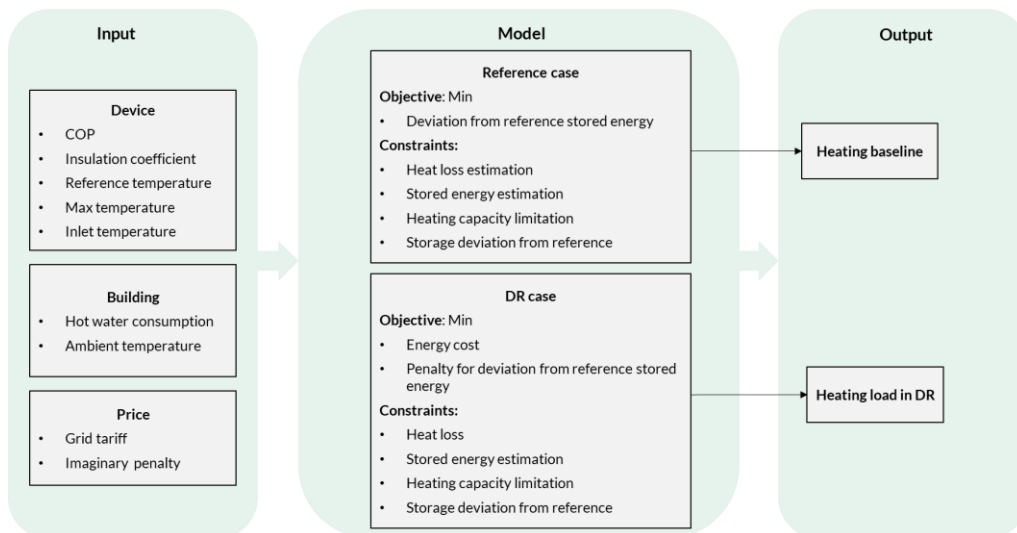 Input
Device
• COP
• Insulation coefficient
• Reference temperature
• Max temperature
• Inlet temperature
Building
• Hot water consumption
• Ambient temperature
Price
• Grid tariff
• Imaginary penalty
Model
Reference case
Objective: Min
• Deviation from reference stored energy
Constraints:
• Heat loss estimation
• Stored energy estimation
• Heating capacity limitation
• Storage deviation from reference
DR case
Objective: Min
• Energy cost
• Penalty for deviation from reference stored
energy
Constraints:
• Heat loss
• Stored energy estimation
• Heating capacity limitation
• Storage deviation from reference
Output
Heating baseline
Heating load in DR